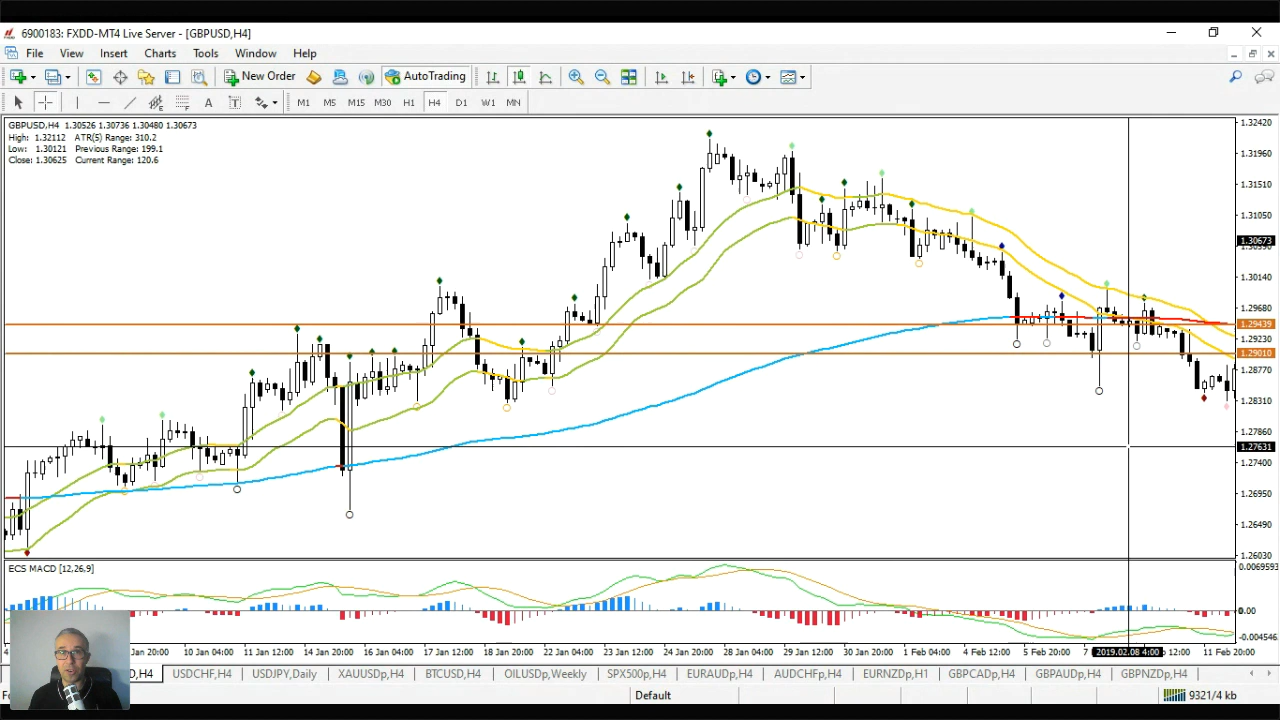 6900183: FXDD-MT4 Live Server - [GBPUSD,H4]
File View Insert Charts Tools Window Help
New Order AutoTrading
A T M1 M5 M15 M30 H1 H4 D1 W1 MN
GBPUSD,H4 1.30526 1.30736 1.30480 1.30673
High: 1.32112 ATR(5) Range: 310.2
Low: 1.30121 Previous Range: 199.1
Close: 1.30625 Current Range: 120.6
1.32420
1.31960
1.31510
1.31050
1.30673
1.30140
1.29680
1.29439
1.29230
1.29010
1.28770
1.28310
1.27860
1.27631
1.27400
1.26950
1.26490
1.26030
ECS MACD [12,26,9]
0.0069593
0.00
-0.004546
4 Jan 20:00 10 Jan 04:00 11 Jan 12:00 14 Jan 20:00 16 Jan 04:00 17 Jan 12:00 18 Jan 20:00 22 Jan 04:00 23 Jan 12:00 24 Jan 20:00 28 Jan 04:00 29 Jan 12:00 30 Jan 20:00 1 Feb 04:00 4 Feb 12:00 5 Feb 20:00 7 2019.02.08 4:00 12:00 11 Feb 20:00
D,H4 USDCHF,H4 USDJPY,Daily XAUUSD,H4 BTCUSD,H4 OILUSD,Weekly SPX500p,H4 EURAUDp,H4 AUDCHFp,H4 EURNZDp,H1 GBPCADp,H4 GBPAUDp,H4 GBPNZDp,H4
Default 9321/4 kb